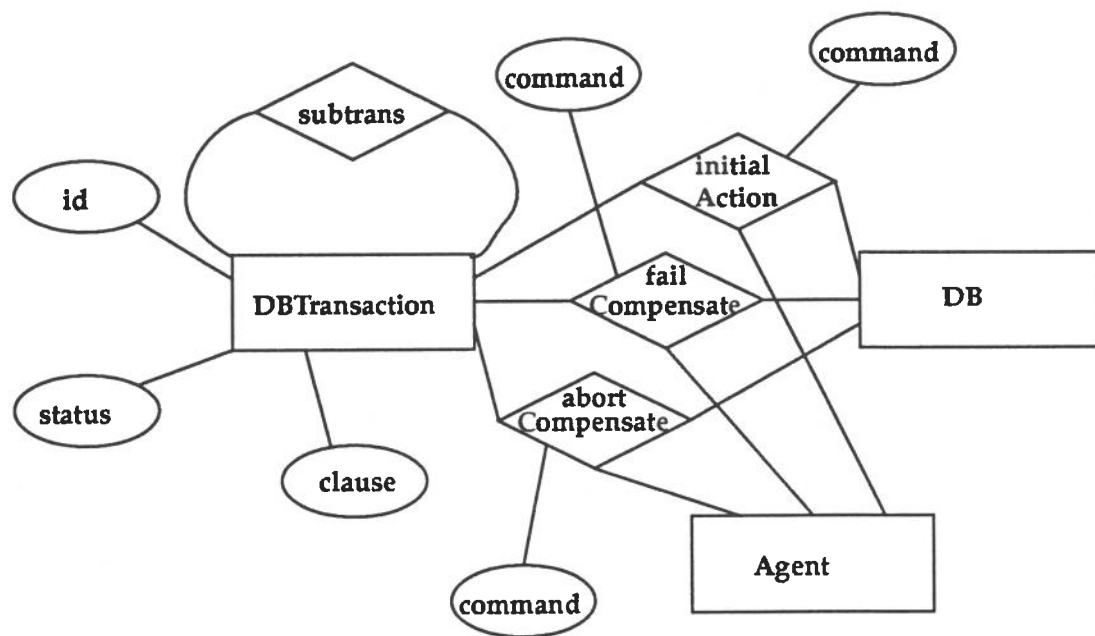 command
command
subtrans
initial
Action
id
fail
Compensate
DBTransaction
DB
abort
Compensate
status
clause
Agent
command